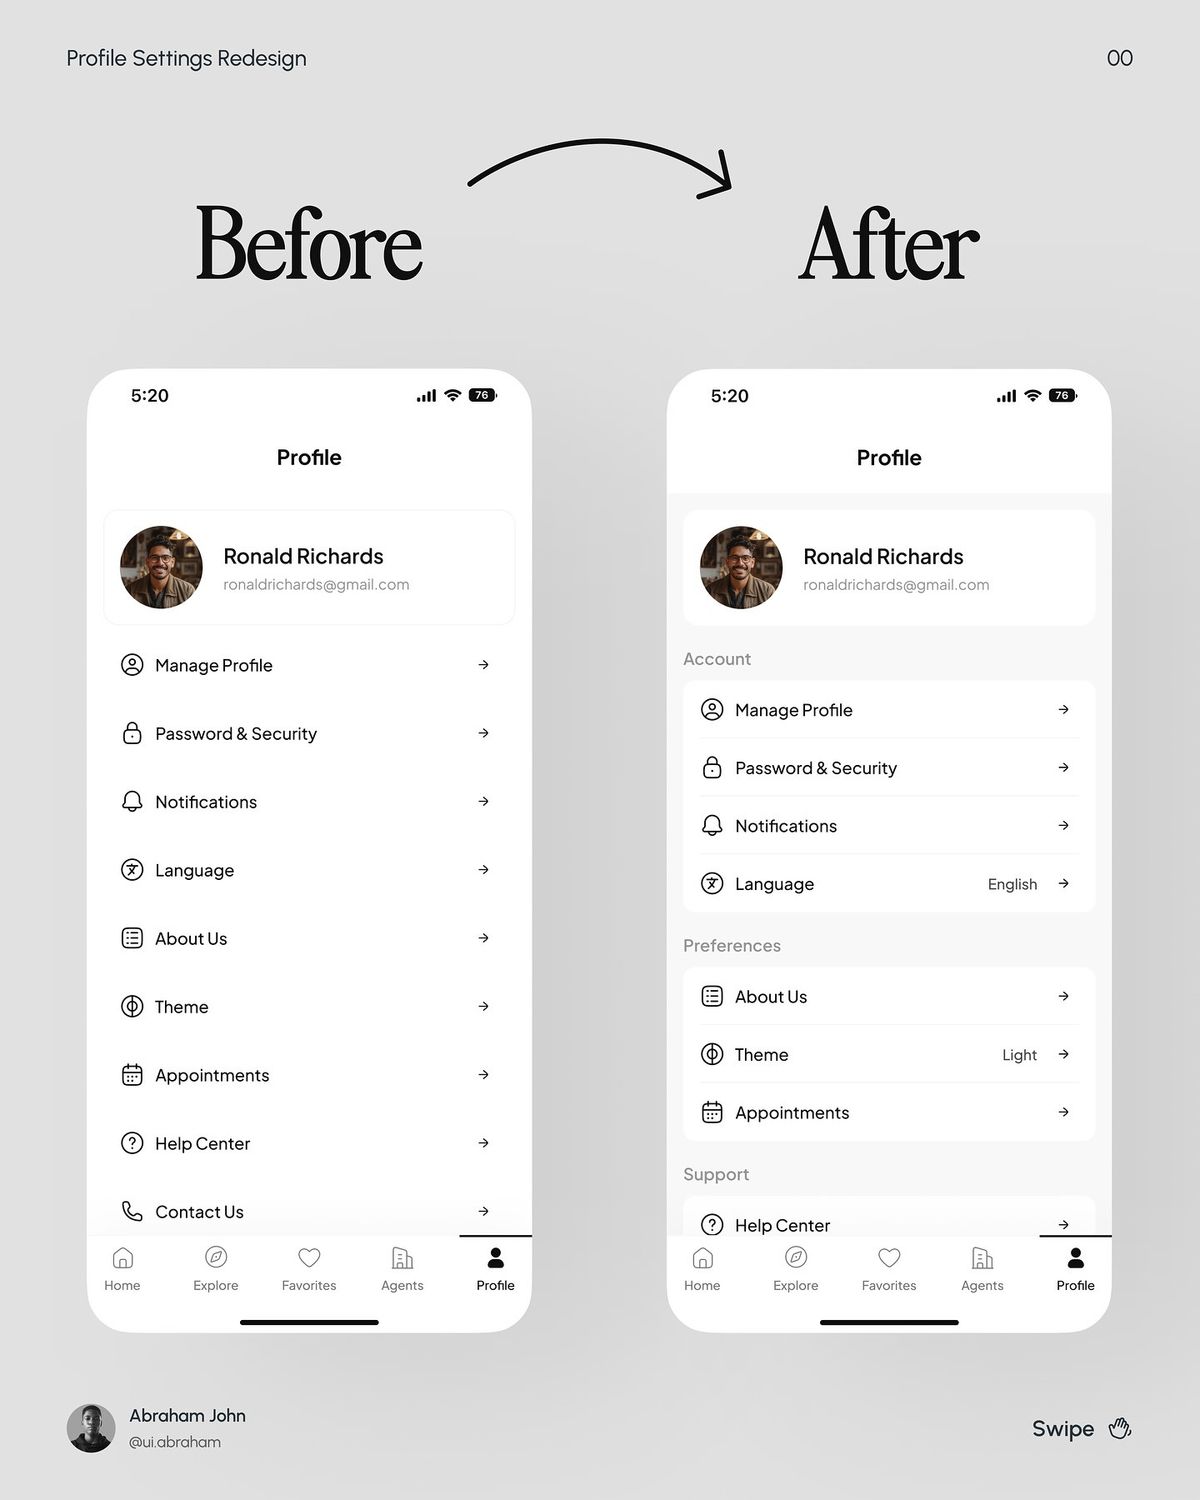 Profile Settings Redesign
00
Before
After
5:20
76
Profile
Ronald Richards
ronaldrichards@gmail.com
Manage Profile
Password & Security
Notifications
Language
About Us
Theme
Appointments
Help Center
Contact Us
Home
Explore
Favorites
Agents
Profile
5:20
76
Profile
Ronald Richards
ronaldrichards@gmail.com
Account
Manage Profile
Password & Security
Notifications
Language English
Preferences
About Us
Theme Light
Appointments
Support
Help Center
Home
Explore
Favorites
Agents
Profile
Abraham John
@ui.abraham
Swipe